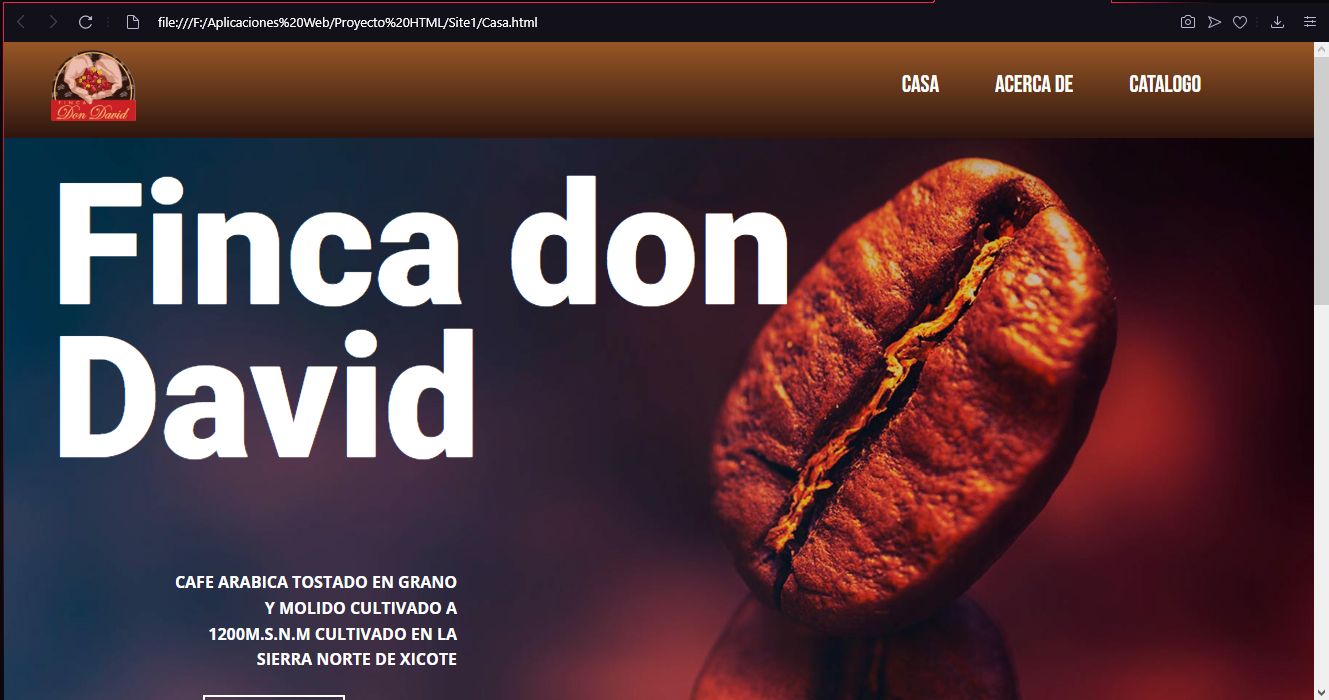 file:///F:/Aplicaciones%20Web/Proyecto%20HTML/Site1/Casa.html
FINCA
Don David
CASA
ACERCA DE
CATALOGO
Finca don
David
CAFE ARABICA TOSTADO EN GRANO
Y MOLIDO CULTIVADO A
1200M.S.N.M CULTIVADO EN LA
SIERRA NORTE DE XICOTE